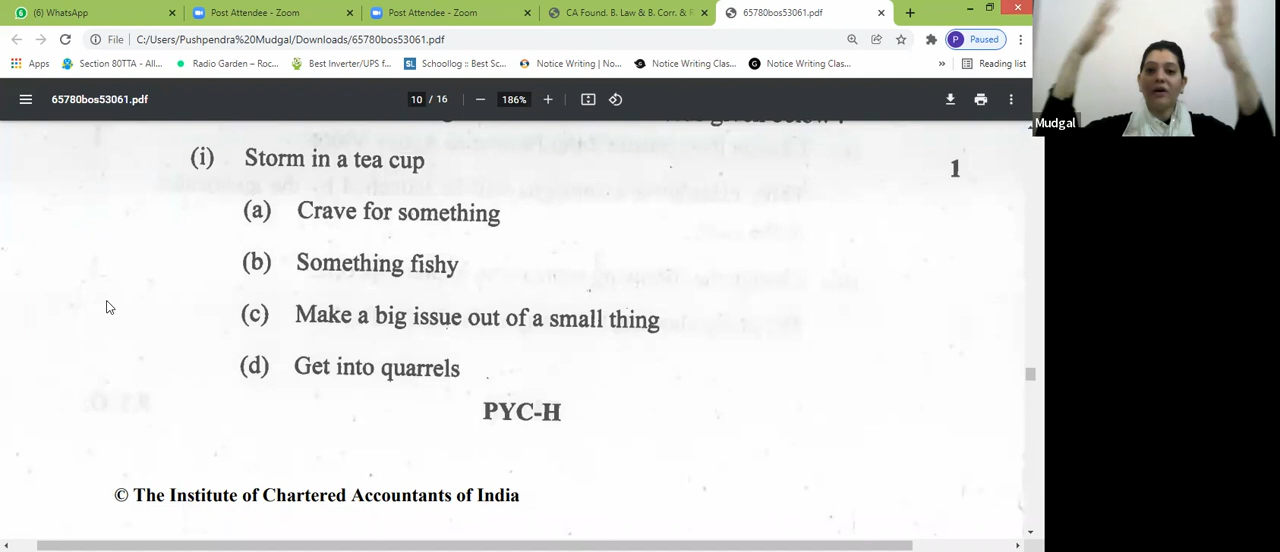 (6) WhatsApp
Post Attendee - Zoom
Post Attendee - Zoom
CA Found. B. Law & B. Corr. &
65780bos53061.pdf
File
C:/Users/Pushpendra%20Mudgal/Downloads/65780bos53061.pdf
P Paused
Apps
Section 80TTA - All...
Radio Garden – Roc...
Best Inverter/UPS f...
Schoollog :: Best Sc...
Notice Writing | No...
Notice Writing Clas...
Notice Writing Clas...
»
Reading list
65780bos53061.pdf
10 / 16
186%
Mudgal
given below :
(i) Storm in a tea cup 1
(a) Crave for something
(b) Something fishy
(c) Make a big issue out of a small thing
(d) Get into quarrels
PYC-H
© The Institute of Chartered Accountants of India